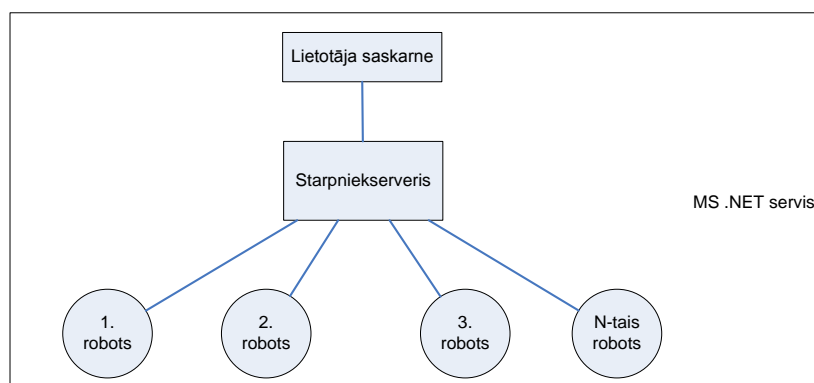 Lietotāja saskarne
Starpniekserveris
MS .NET servis
1.
robots
2.
robots
3.
robots
N-tais
robots